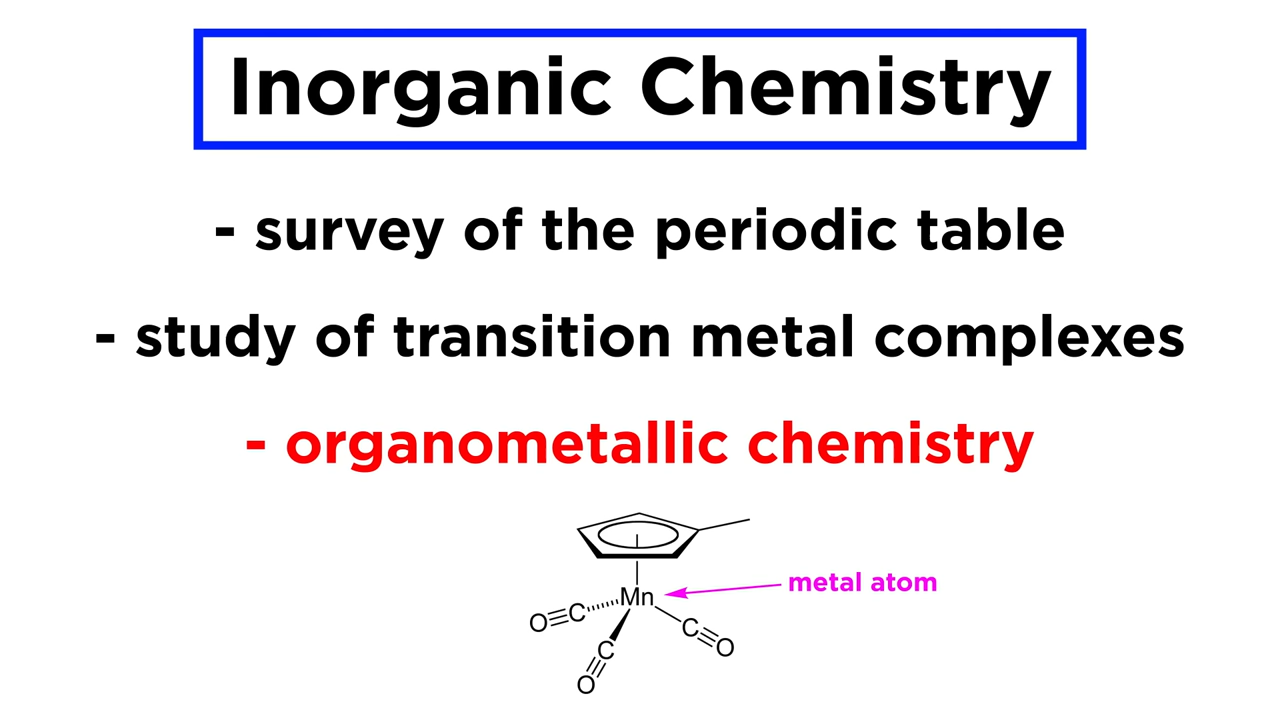 Inorganic Chemistry
- survey of the periodic table
- study of transition metal complexes
- organometallic chemistry
metal atom
Mn
O≡C
C≡O
C
O